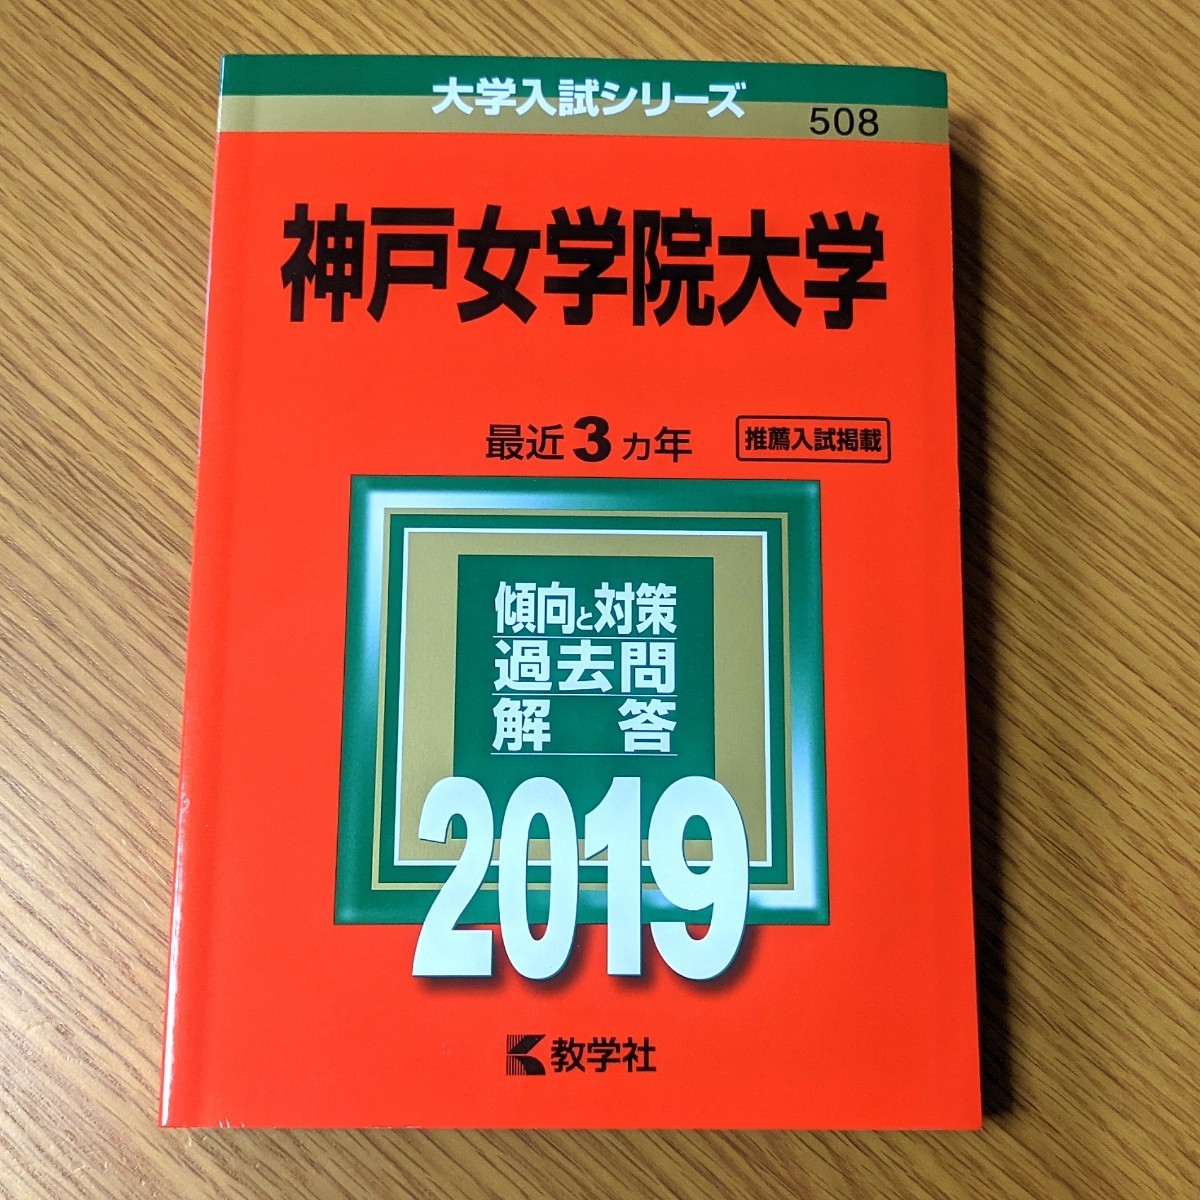 大学入試シリーズ
508
神戸女学院大学
最近3カ年
推薦入試掲載
傾向と対策
過去問
解答
2019
教学社